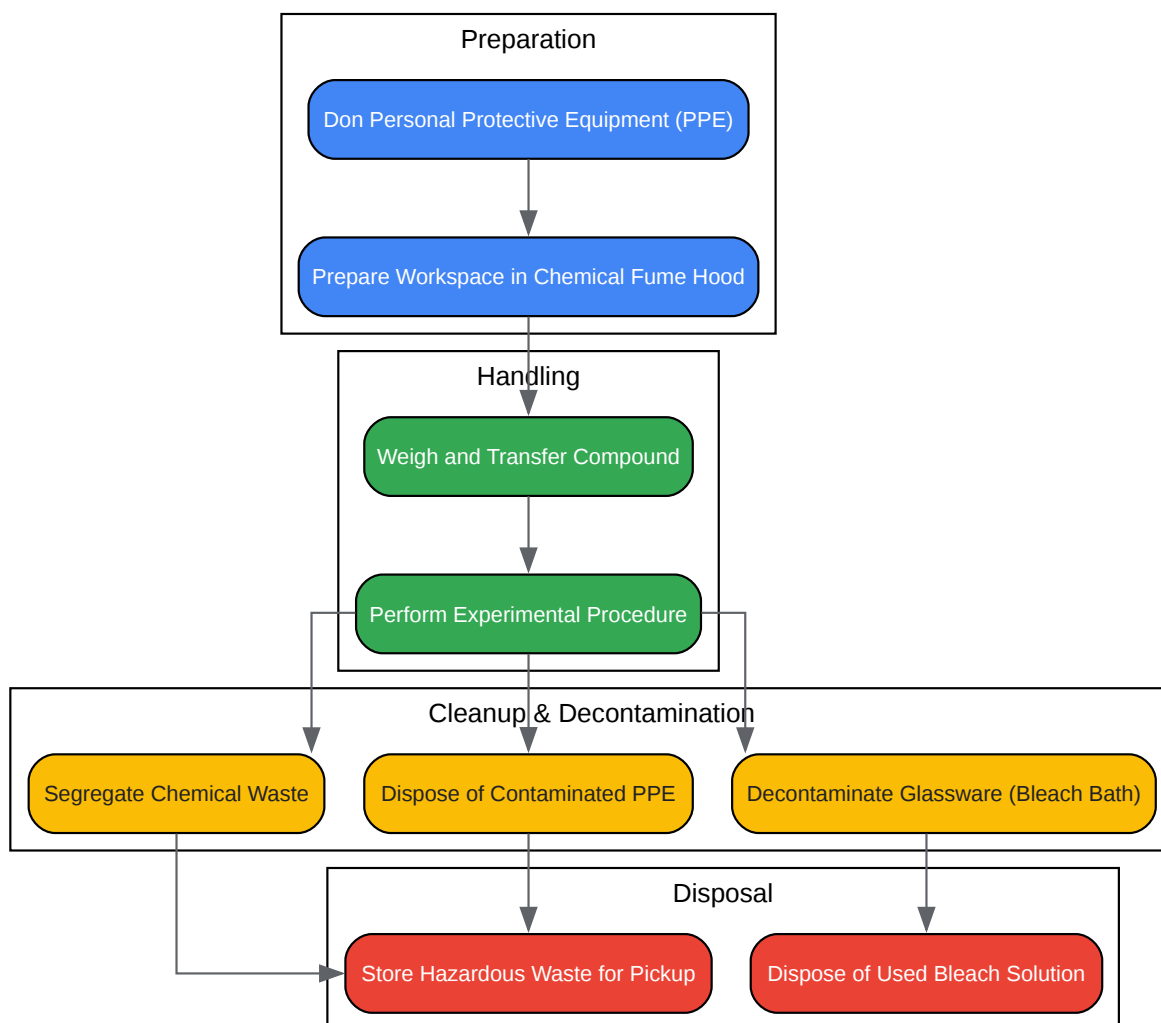 Preparation
Don Personal Protective Equipment (PPE)
Prepare Workspace in Chemical Fume Hood
Handling
Weigh and Transfer Compound
Perform Experimental Procedure
Cleanup & Decontamination
Segregate Chemical Waste
Dispose of Contaminated PPE
Decontaminate Glassware (Bleach Bath)
Disposal
Store Hazardous Waste for Pickup
Dispose of Used Bleach Solution